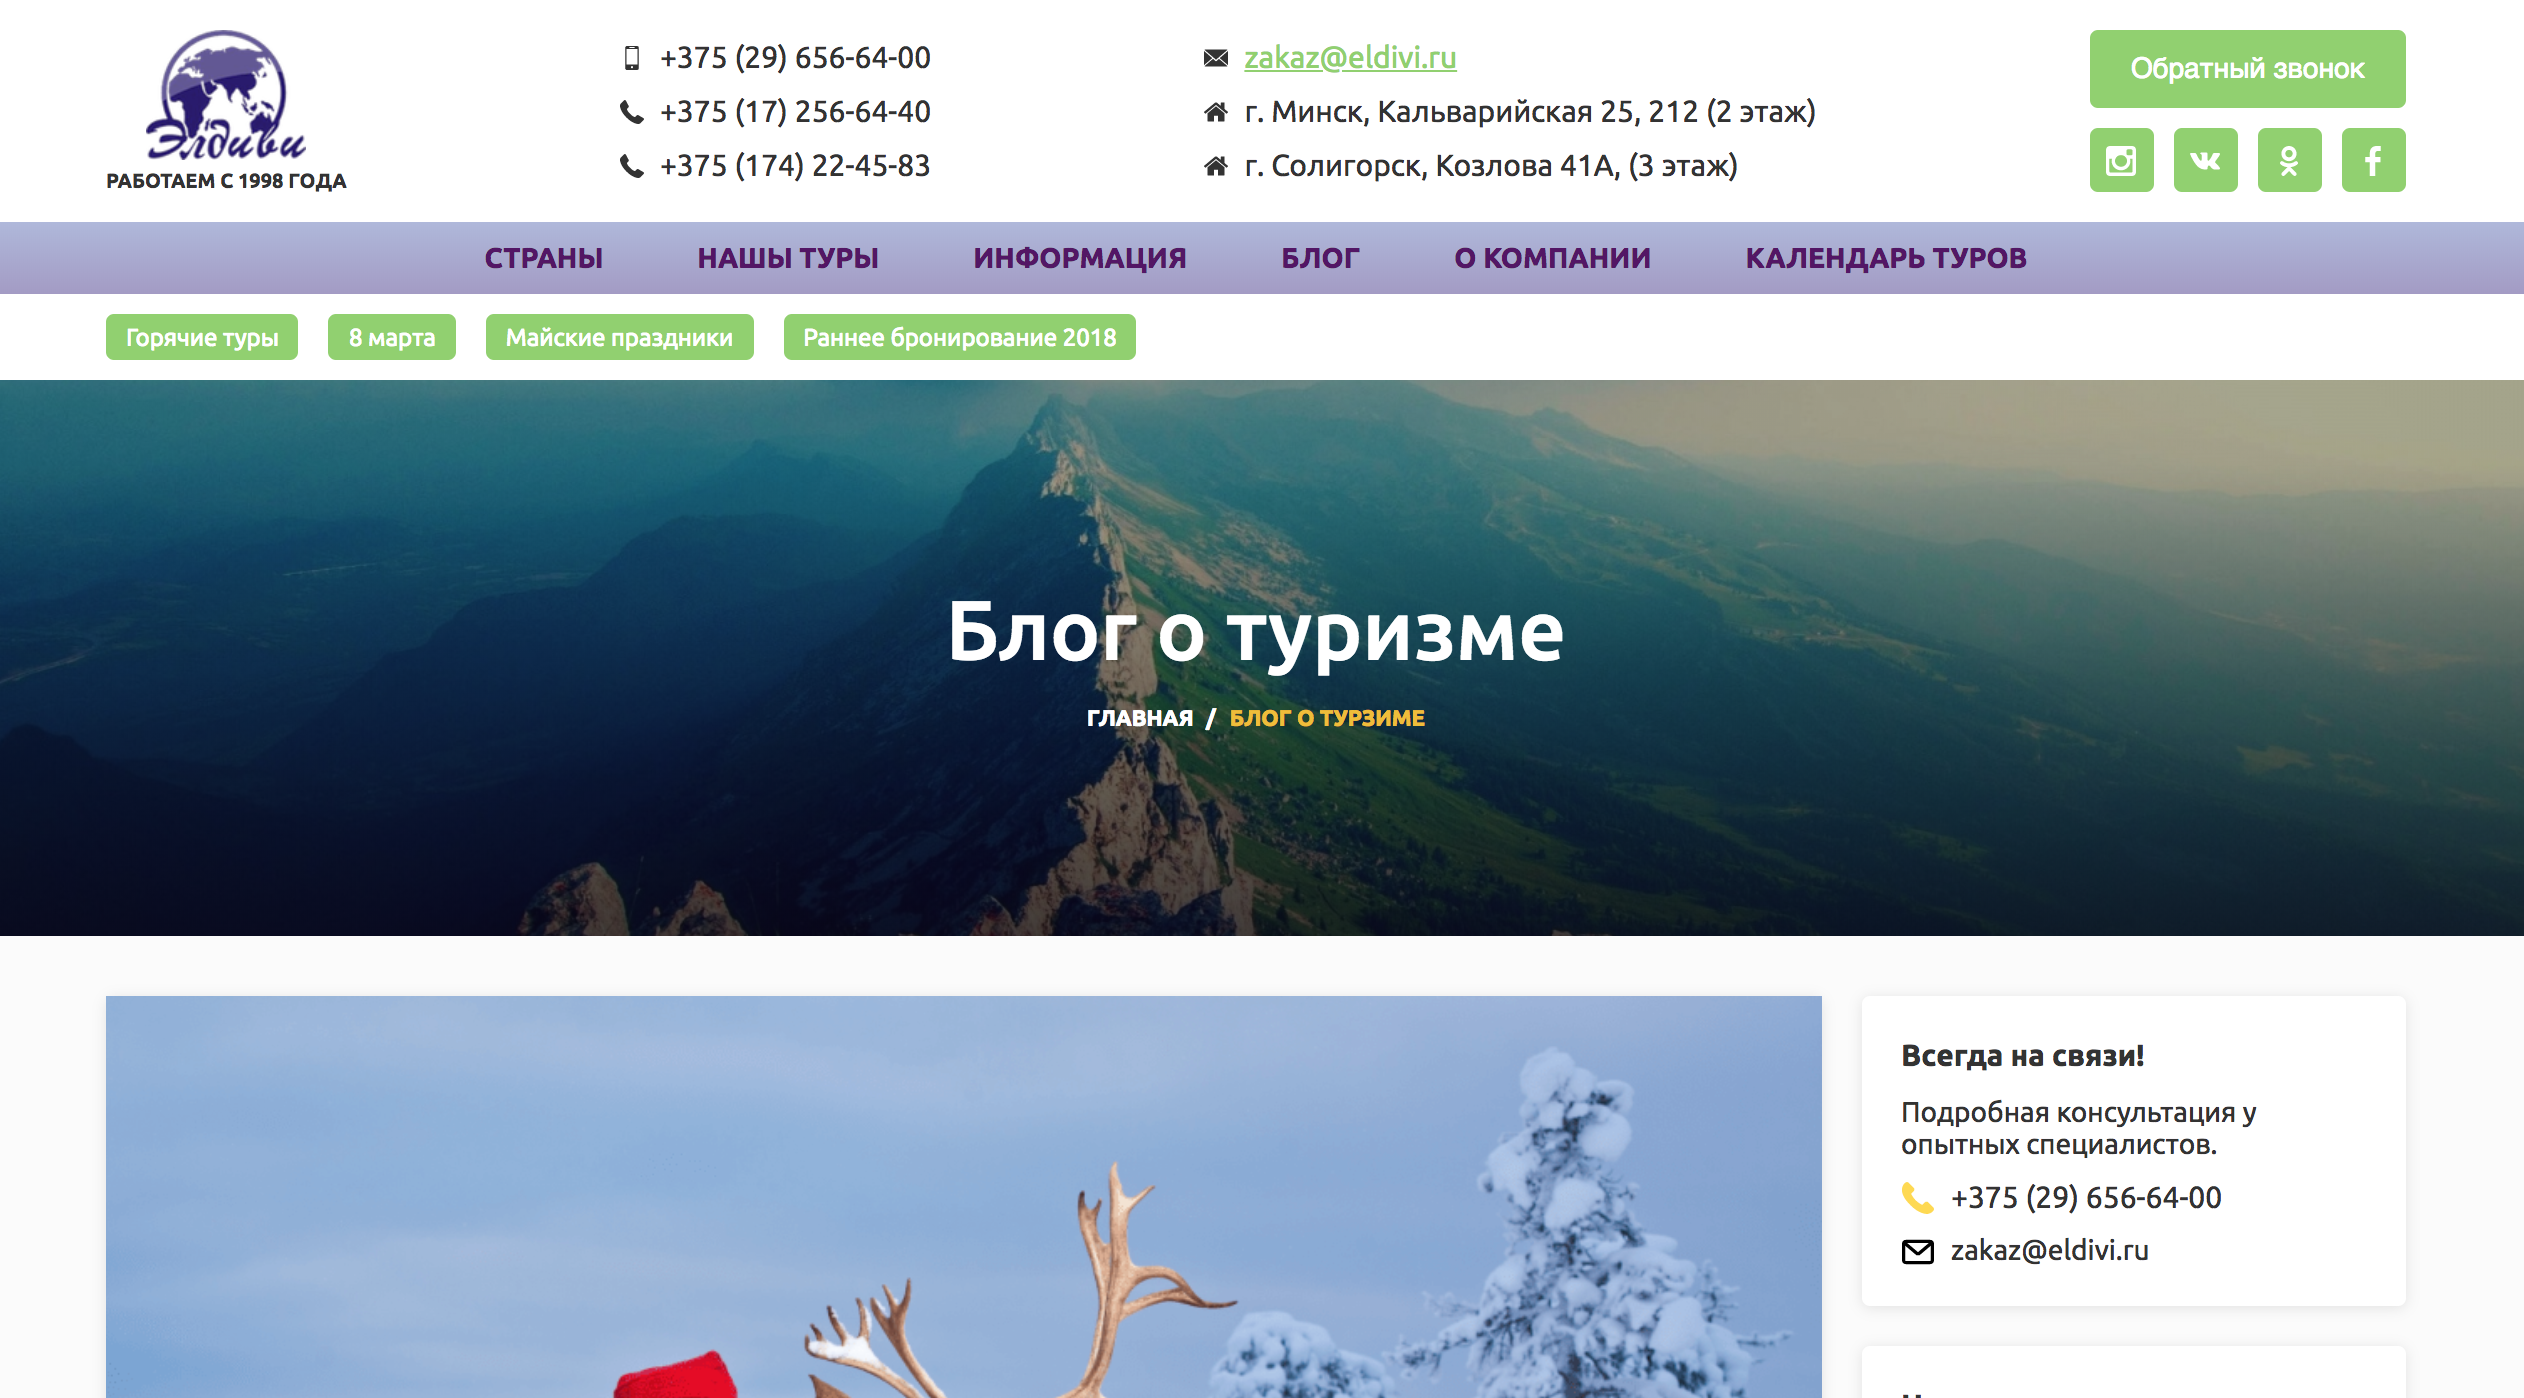 Элдиви
РАБОТАЕМ С 1998 ГОДА
+375 (29) 656-64-00
+375 (17) 256-64-40
+375 (174) 22-45-83
zakaz@eldivi.ru
г. Минск, Кальварийская 25, 212 (2 этаж)
г. Солигорск, Козлова 41А, (3 этаж)
Обратный звонок
СТРАНЫ
НАШЫ ТУРЫ
ИНФОРМАЦИЯ
БЛОГ
О КОМПАНИИ
КАЛЕНДАРЬ ТУРОВ
Горячие туры
8 марта
Майские праздники
Раннее бронирование 2018
Блог о туризме
ГЛАВНАЯ / БЛОГ О ТУРЗИМЕ
Всегда на связи!
Подробная консультация у
опытных специалистов.
+375 (29) 656-64-00
zakaz@eldivi.ru